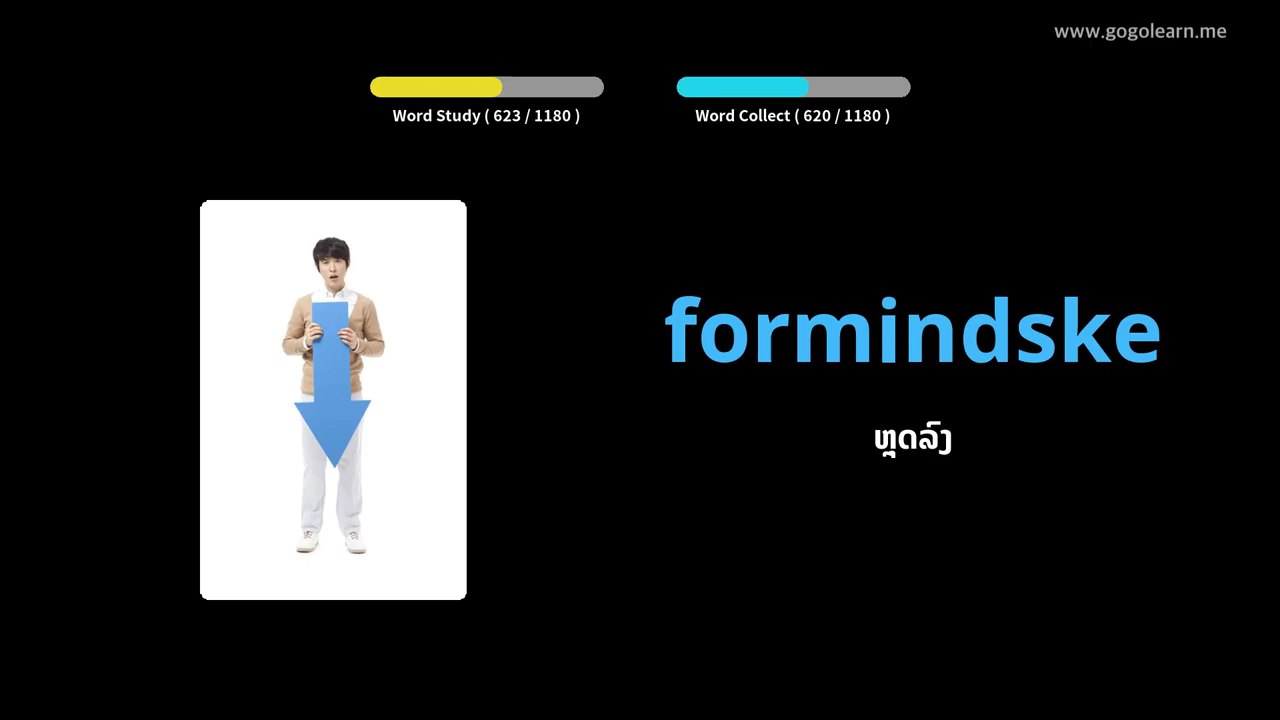 www.gogolearn.me
Word Study ( 623 / 1180 )
Word Collect ( 620 / 1180 )
formindske
ຫຼຸດລົງ